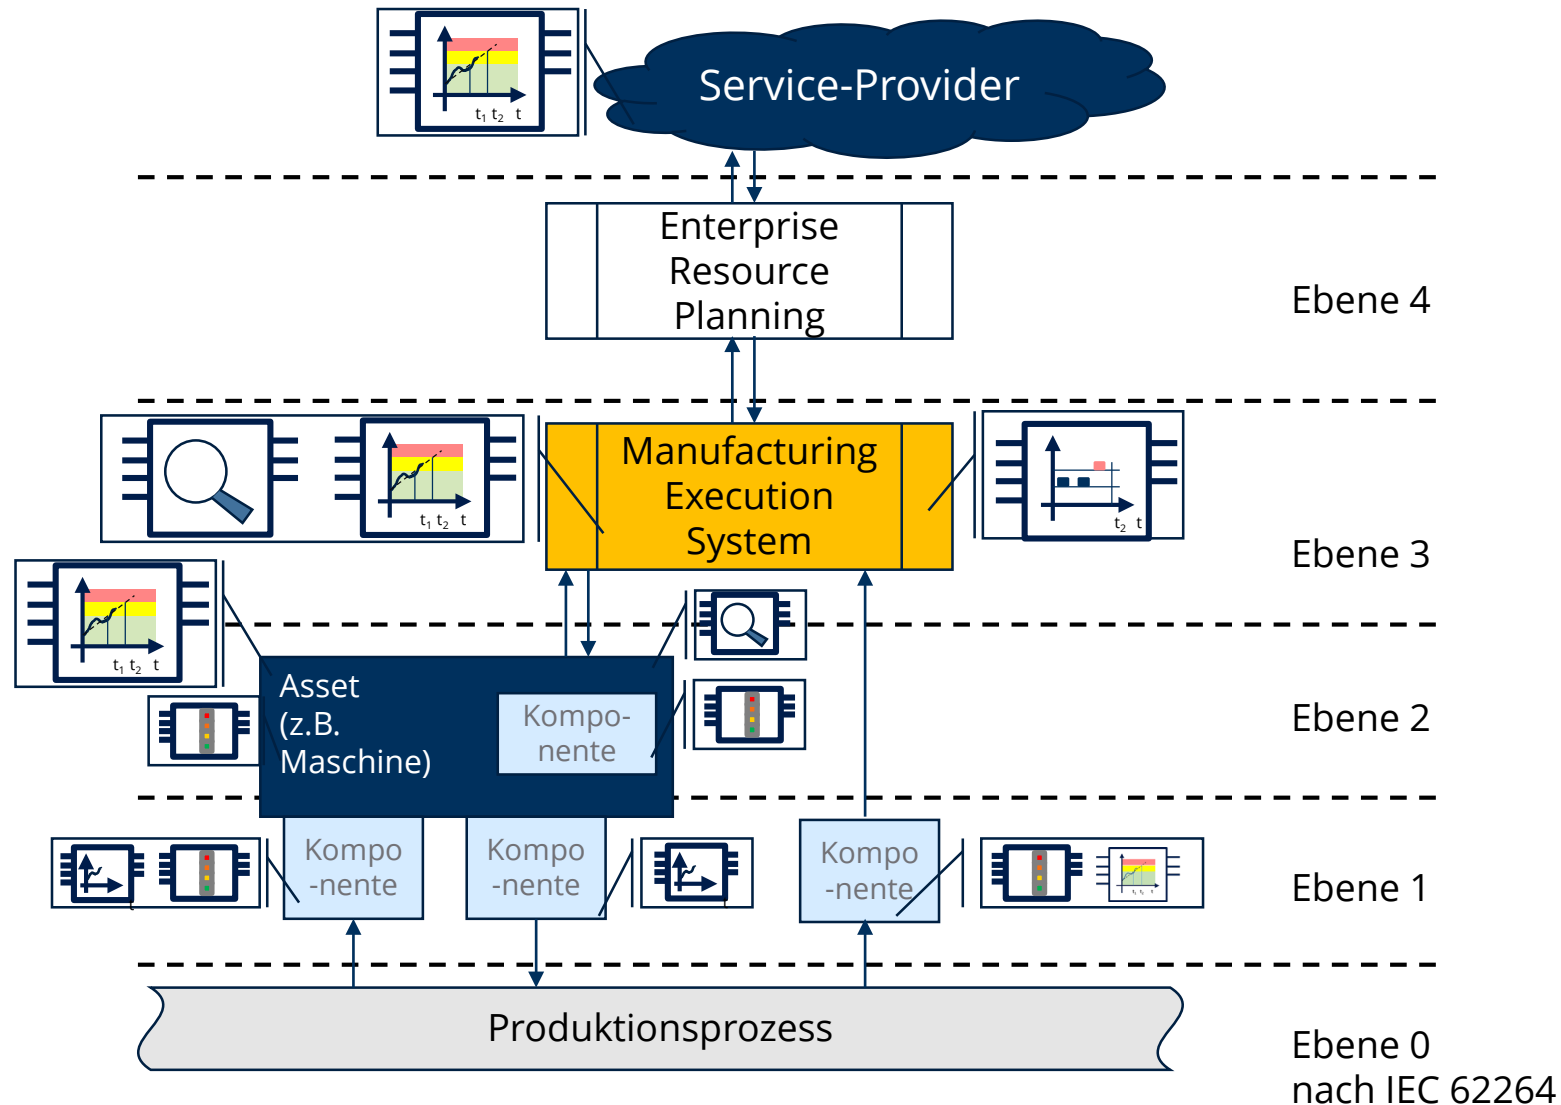 t₁ t₂ t
Service-Provider
Enterprise
Resource
Planning
Ebene 4
Manufacturing
Execution
System
t₁ t₂ t
t₂ t
Ebene 3
t₁ t₂ t
Asset
(z.B.
Maschine)
Kompo-
nente
Ebene 2
Kompo
-nente
Kompo
-nente
Kompo
-nente
t₁ t₂ t
Ebene 1
Produktionsprozess
Ebene 0
nach IEC 62264